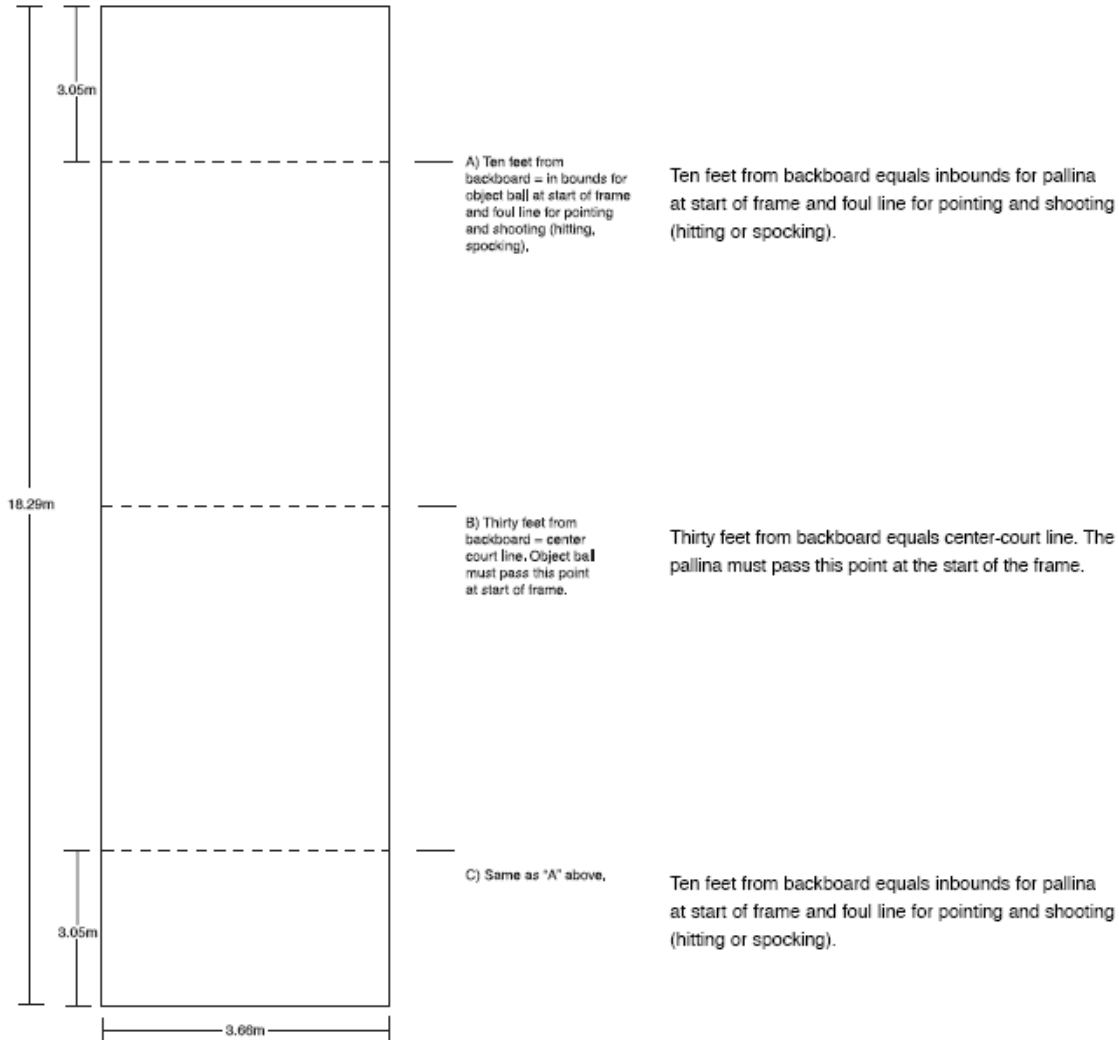 3.05m
A) Ten feet from
backboard = in bounds for
object ball at start of frame
and foul line for pointing
and shooting (hitting,
spocking),
Ten feet from backboard equals inbounds for pallina
at start of frame and foul line for pointing and shooting
(hitting or spocking).
18.29m
B) Thirty feet from
backboard = center
court line. Object ball
must pass this point
at start of frame.
Thirty feet from backboard equals center-court line. The
pallina must pass this point at the start of the frame.
C) Same as "A" above,
Ten feet from backboard equals inbounds for pallina
at start of frame and foul line for pointing and shooting
(hitting or spocking).
3.05m
3.66m